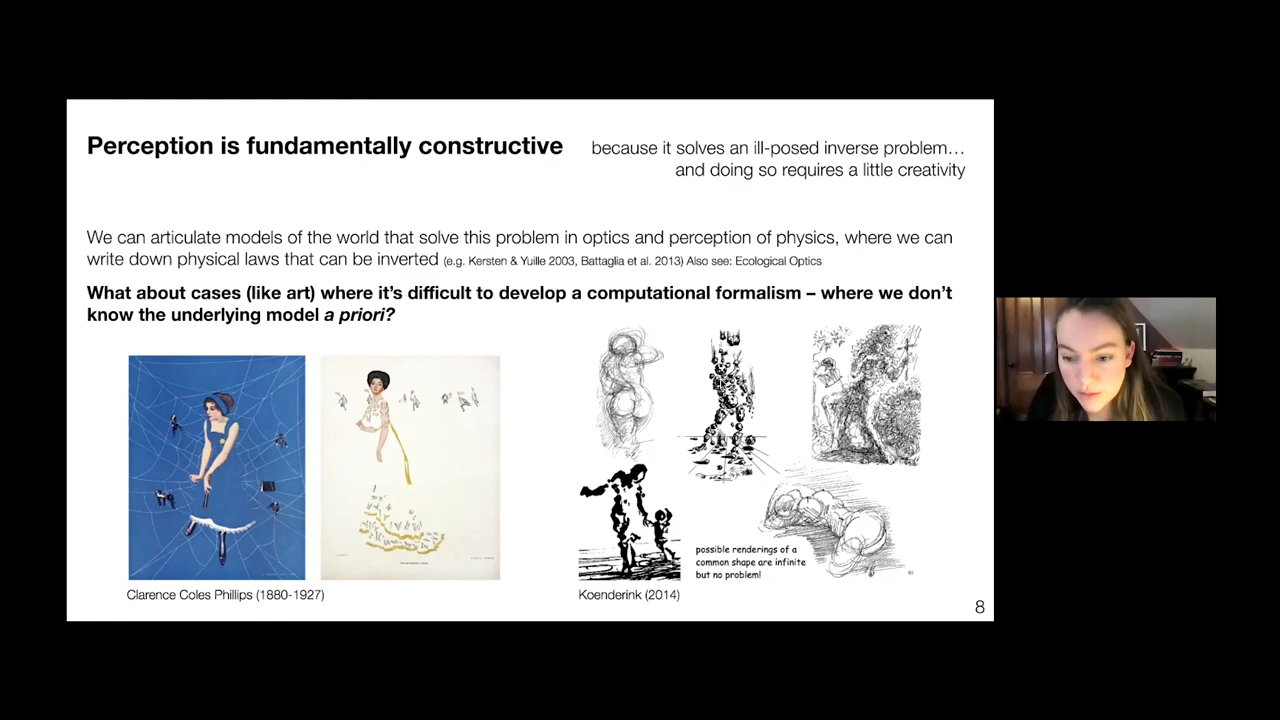 Perception is fundamentally constructive
because it solves an ill-posed inverse problem…
and doing so requires a little creativity
We can articulate models of the world that solve this problem in optics and perception of physics, where we can
write down physical laws that can be inverted (e.g. Kersten & Yuille 2003, Battaglia et al. 2013) Also see: Ecological Optics
What about cases (like art) where it's difficult to develop a computational formalism – where we don't
know the underlying model a priori?
possible renderings of a
common shape are infinite
but no problem!
Clarence Coles Phillips (1880-1927)
Koenderink (2014)
8